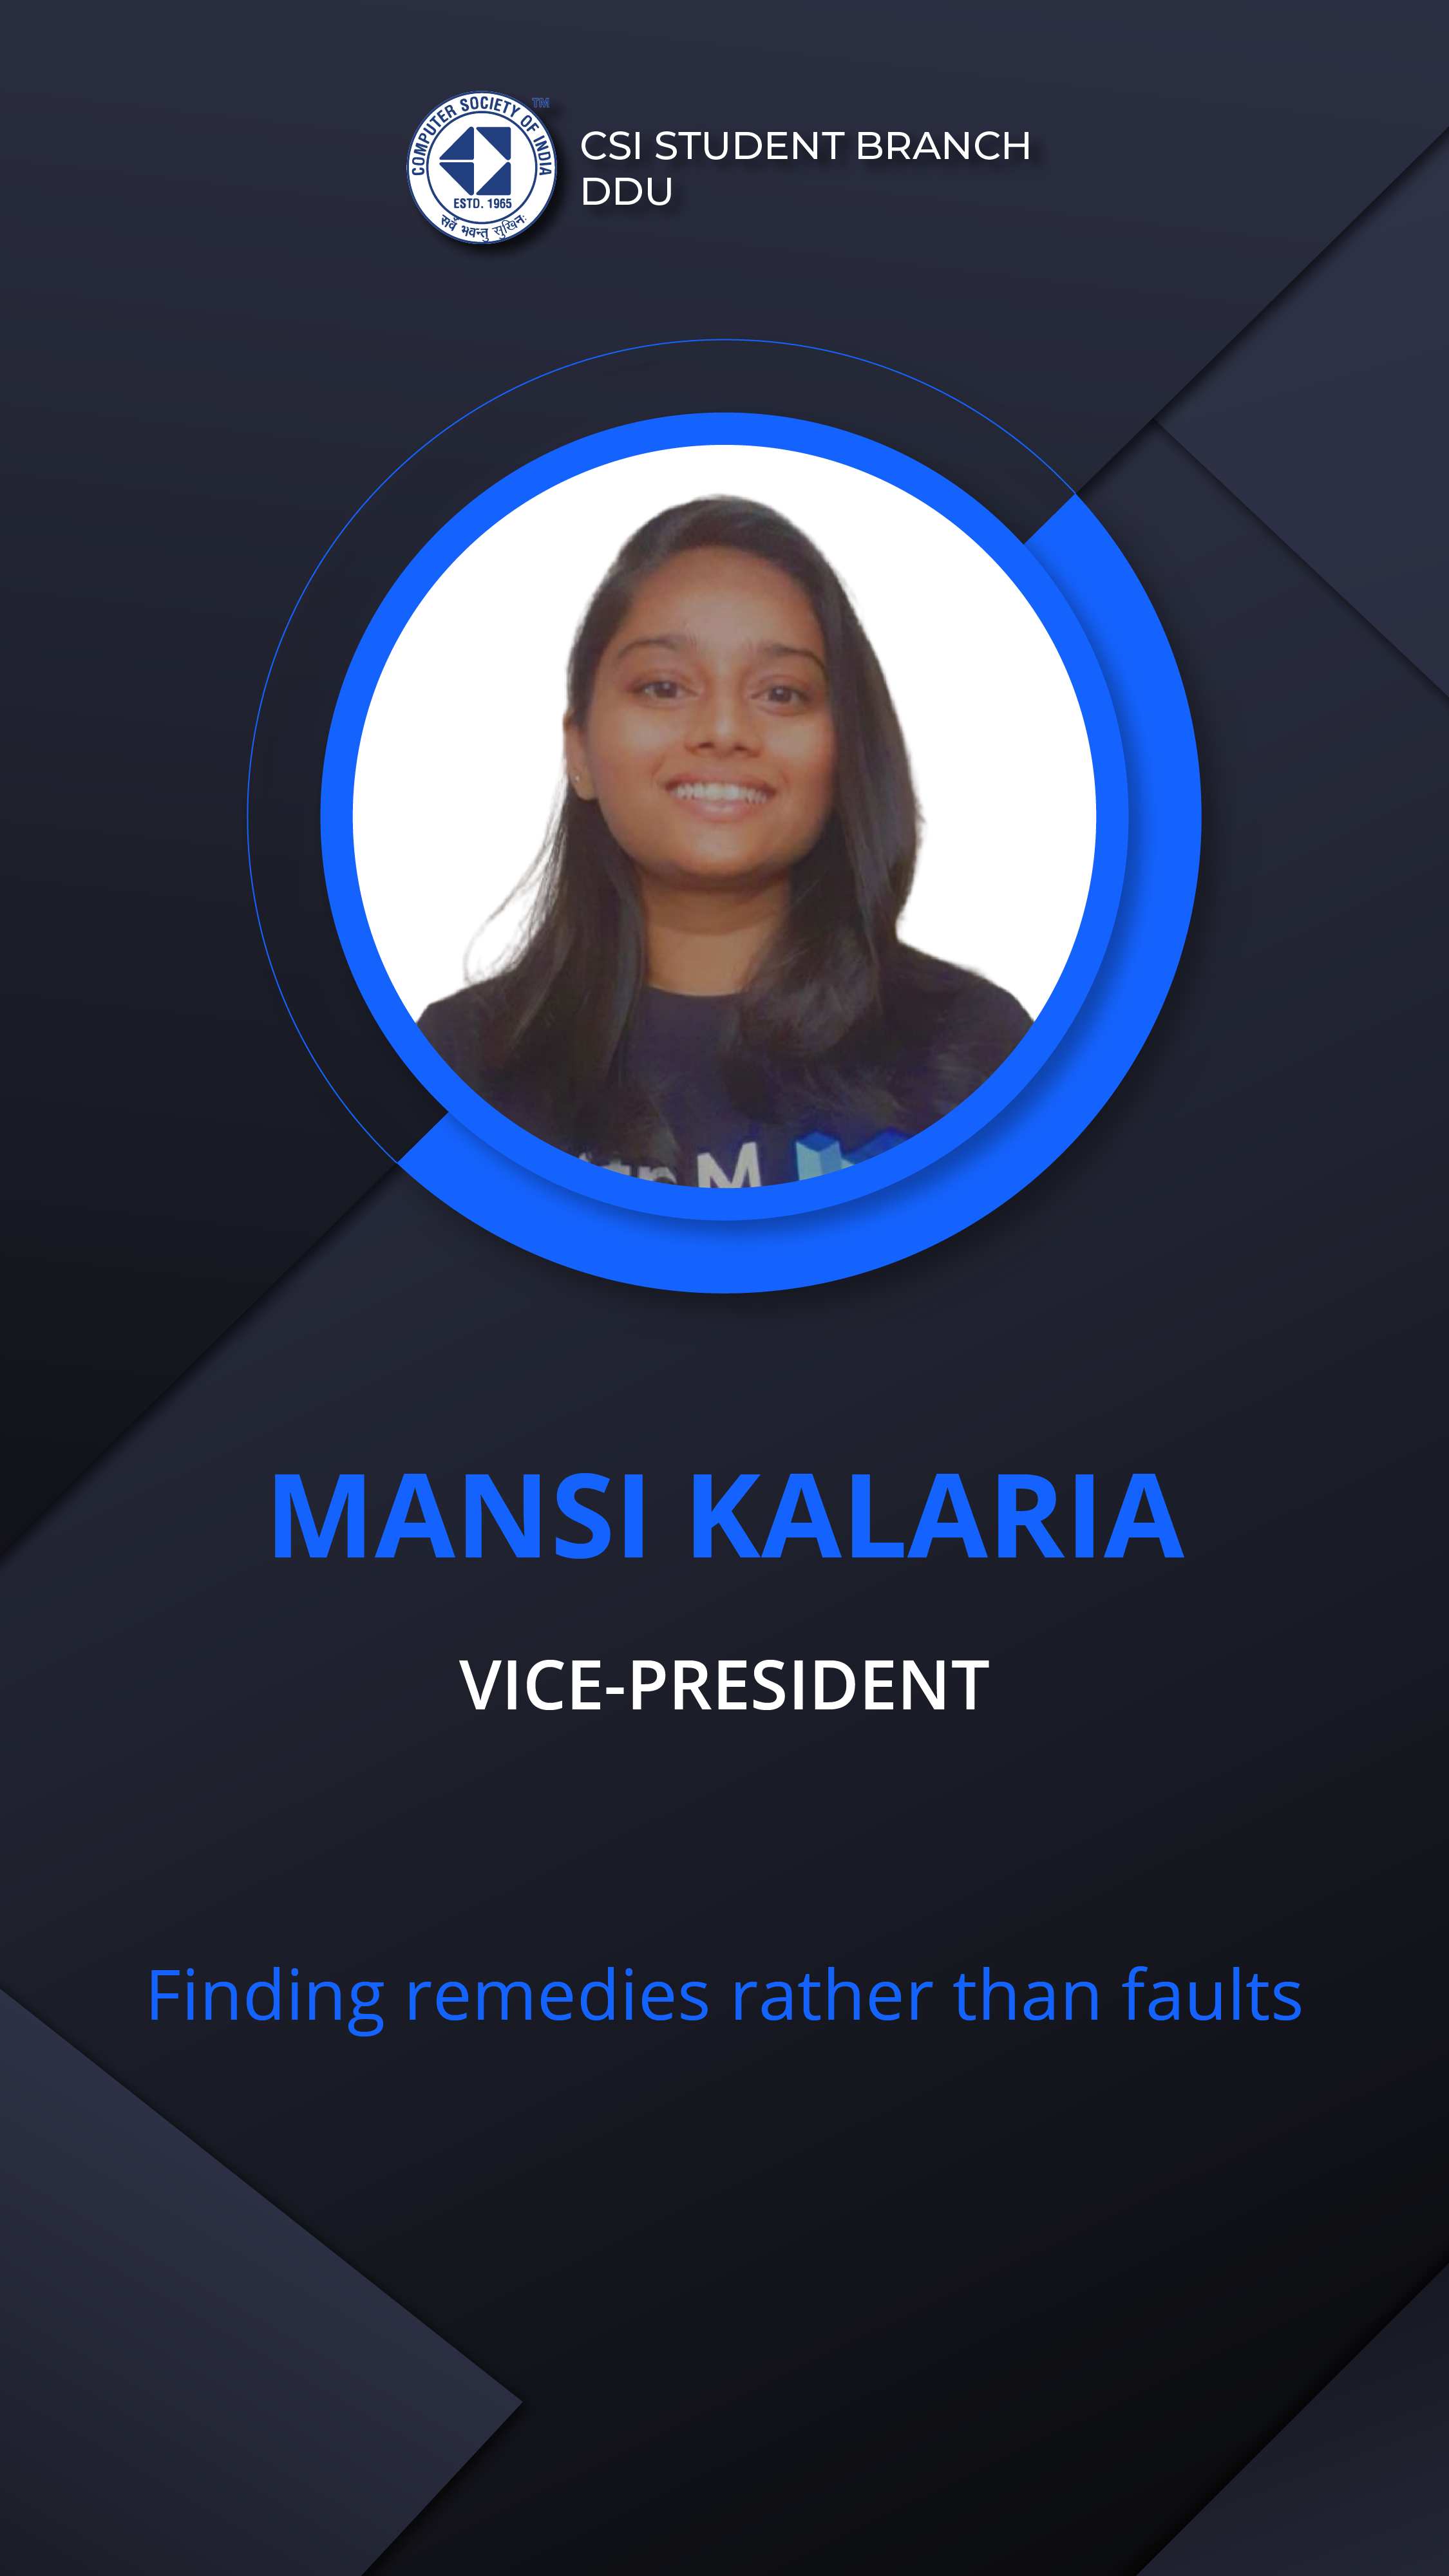 COMPUTER SOCIETY OF INDIA
TM
ESTD. 1965
सर्वे भवन्तु सुखिनः
CSI STUDENT BRANCH
DDU
M
MANSI KALARIA
VICE-PRESIDENT
Finding remedies rather than faults